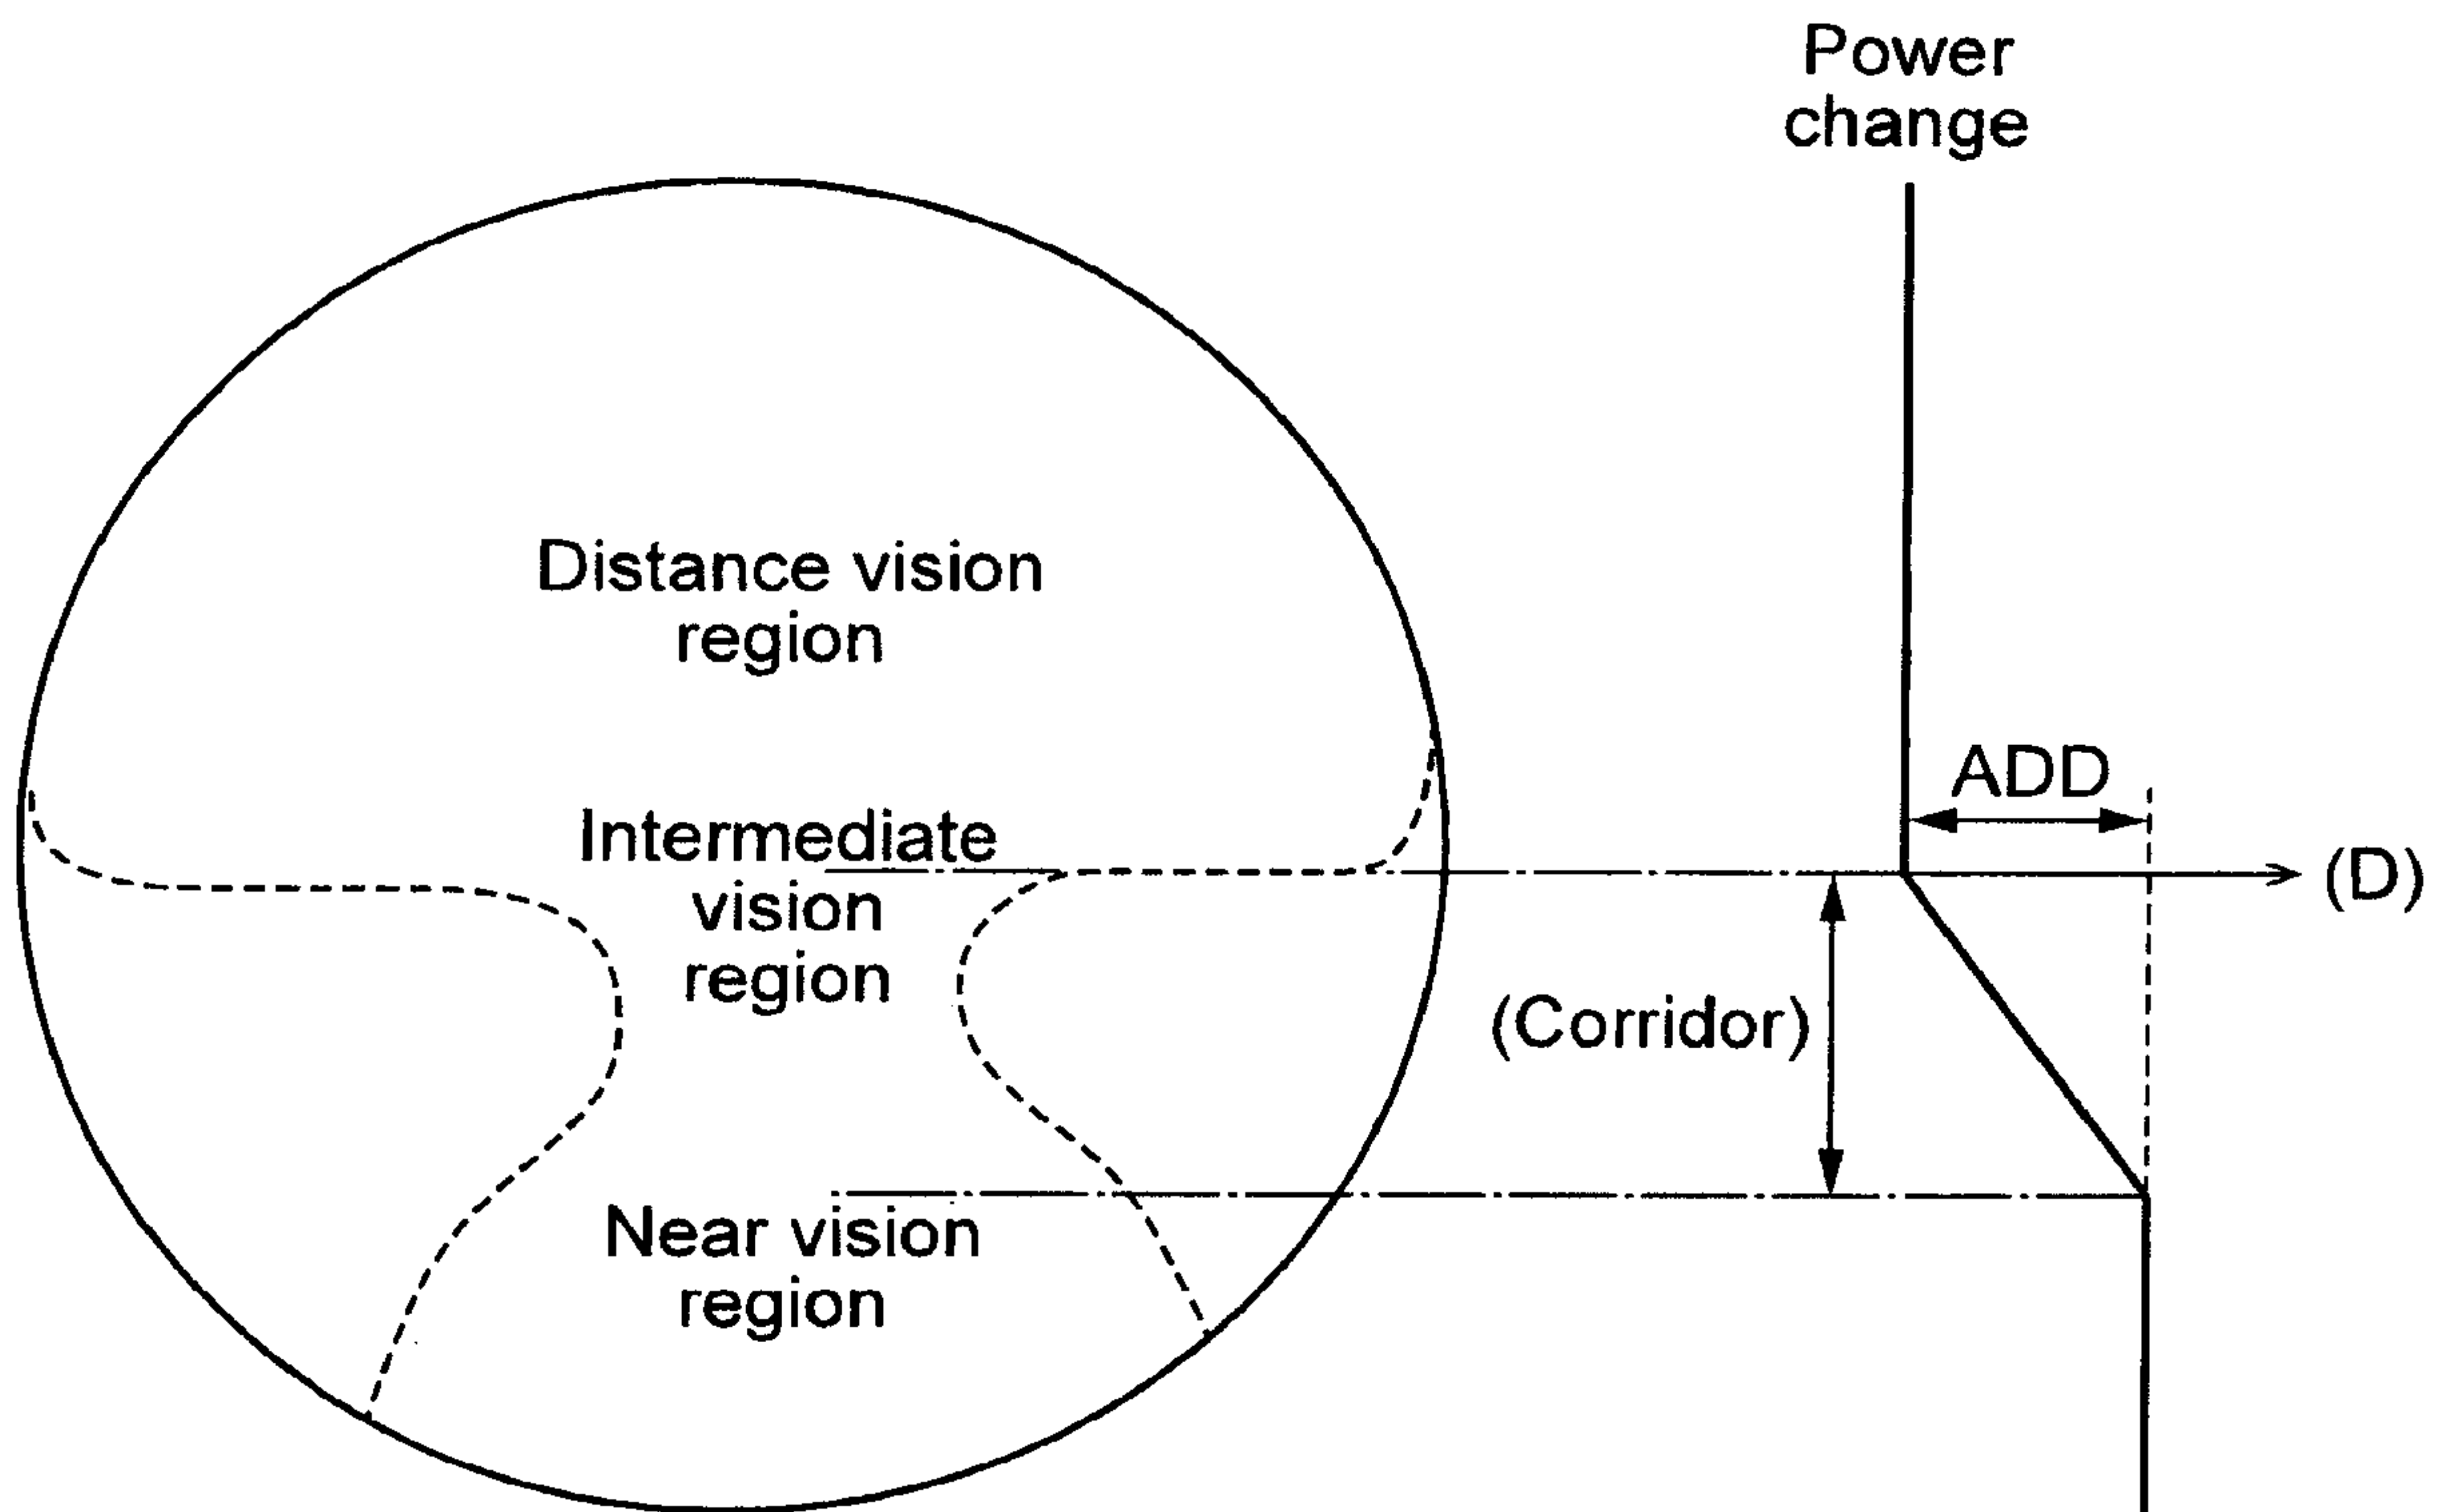 Power
change
Distance vision
region
ADD
Intermediate
vision
region
(D)
(Corridor)
Near vision
region